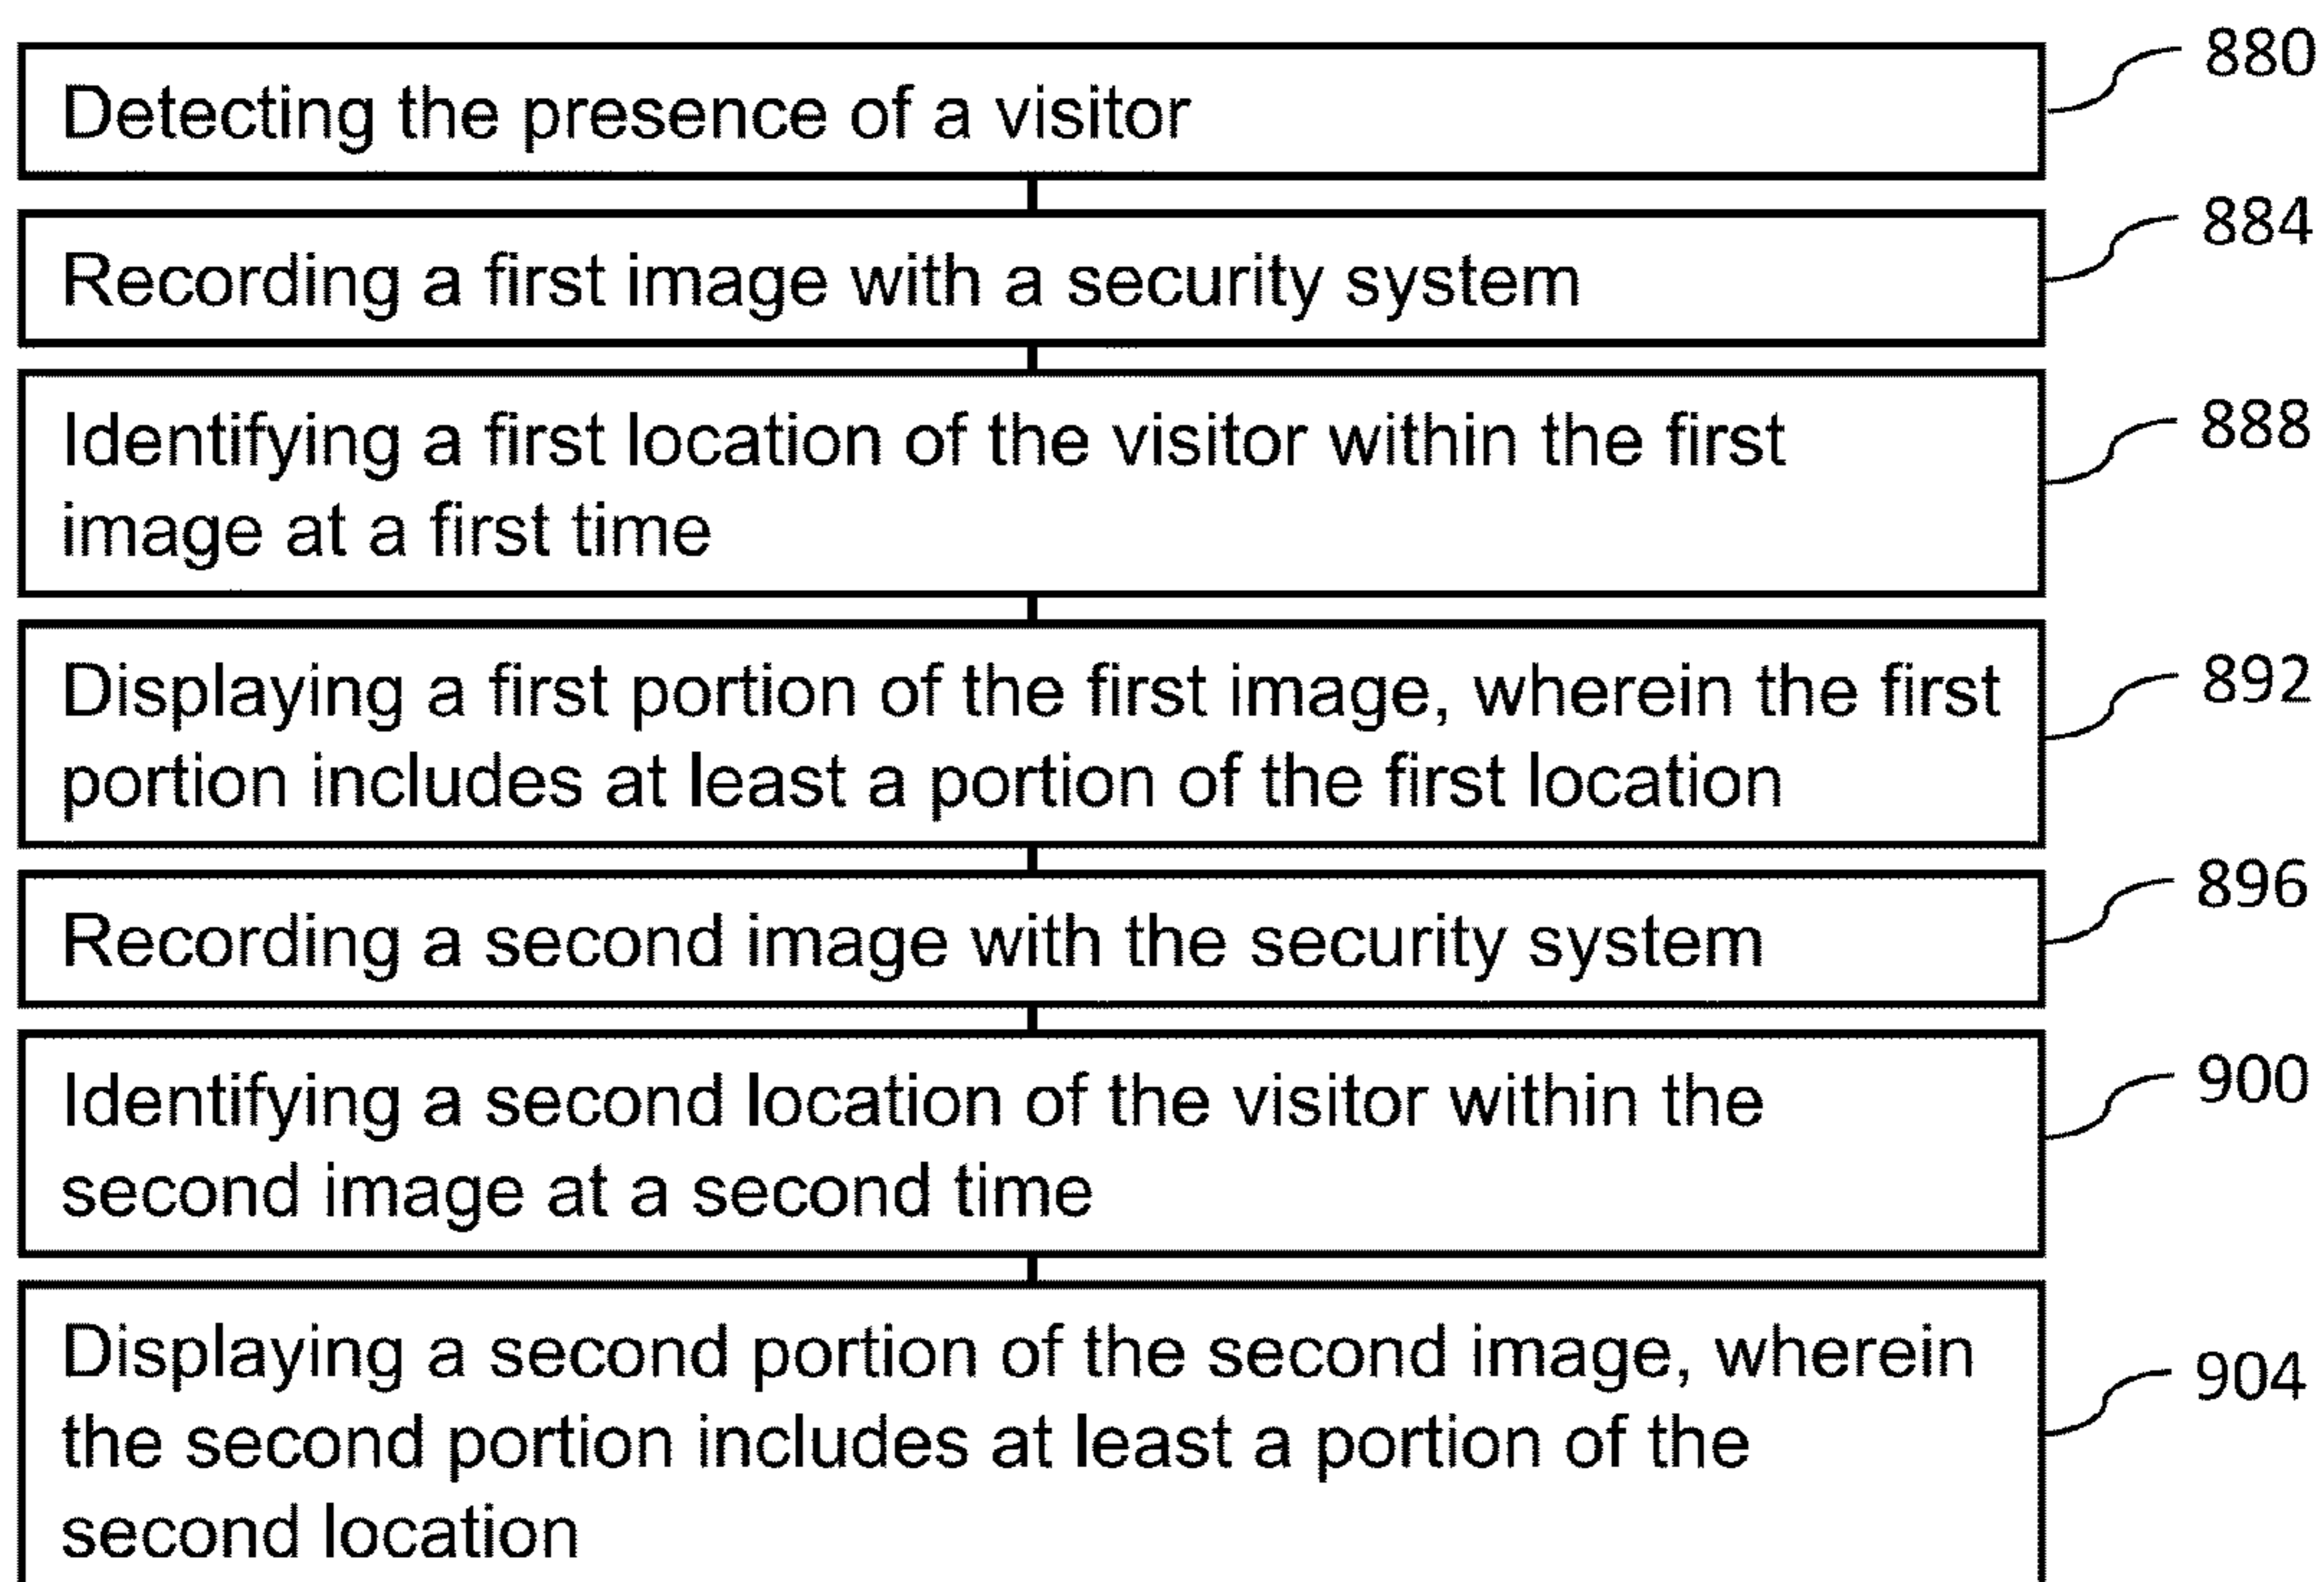 880
Detecting the presence of a visitor
884
Recording a first image with a security system
888
Identifying a first location of the visitor within the first
image at a first time
892
Displaying a first portion of the first image, wherein the first
portion includes at least a portion of the first location
896
Recording a second image with the security system
900
Identifying a second location of the visitor within the
second image at a second time
904
Displaying a second portion of the second image, wherein
the second portion includes at least a portion of the
second location